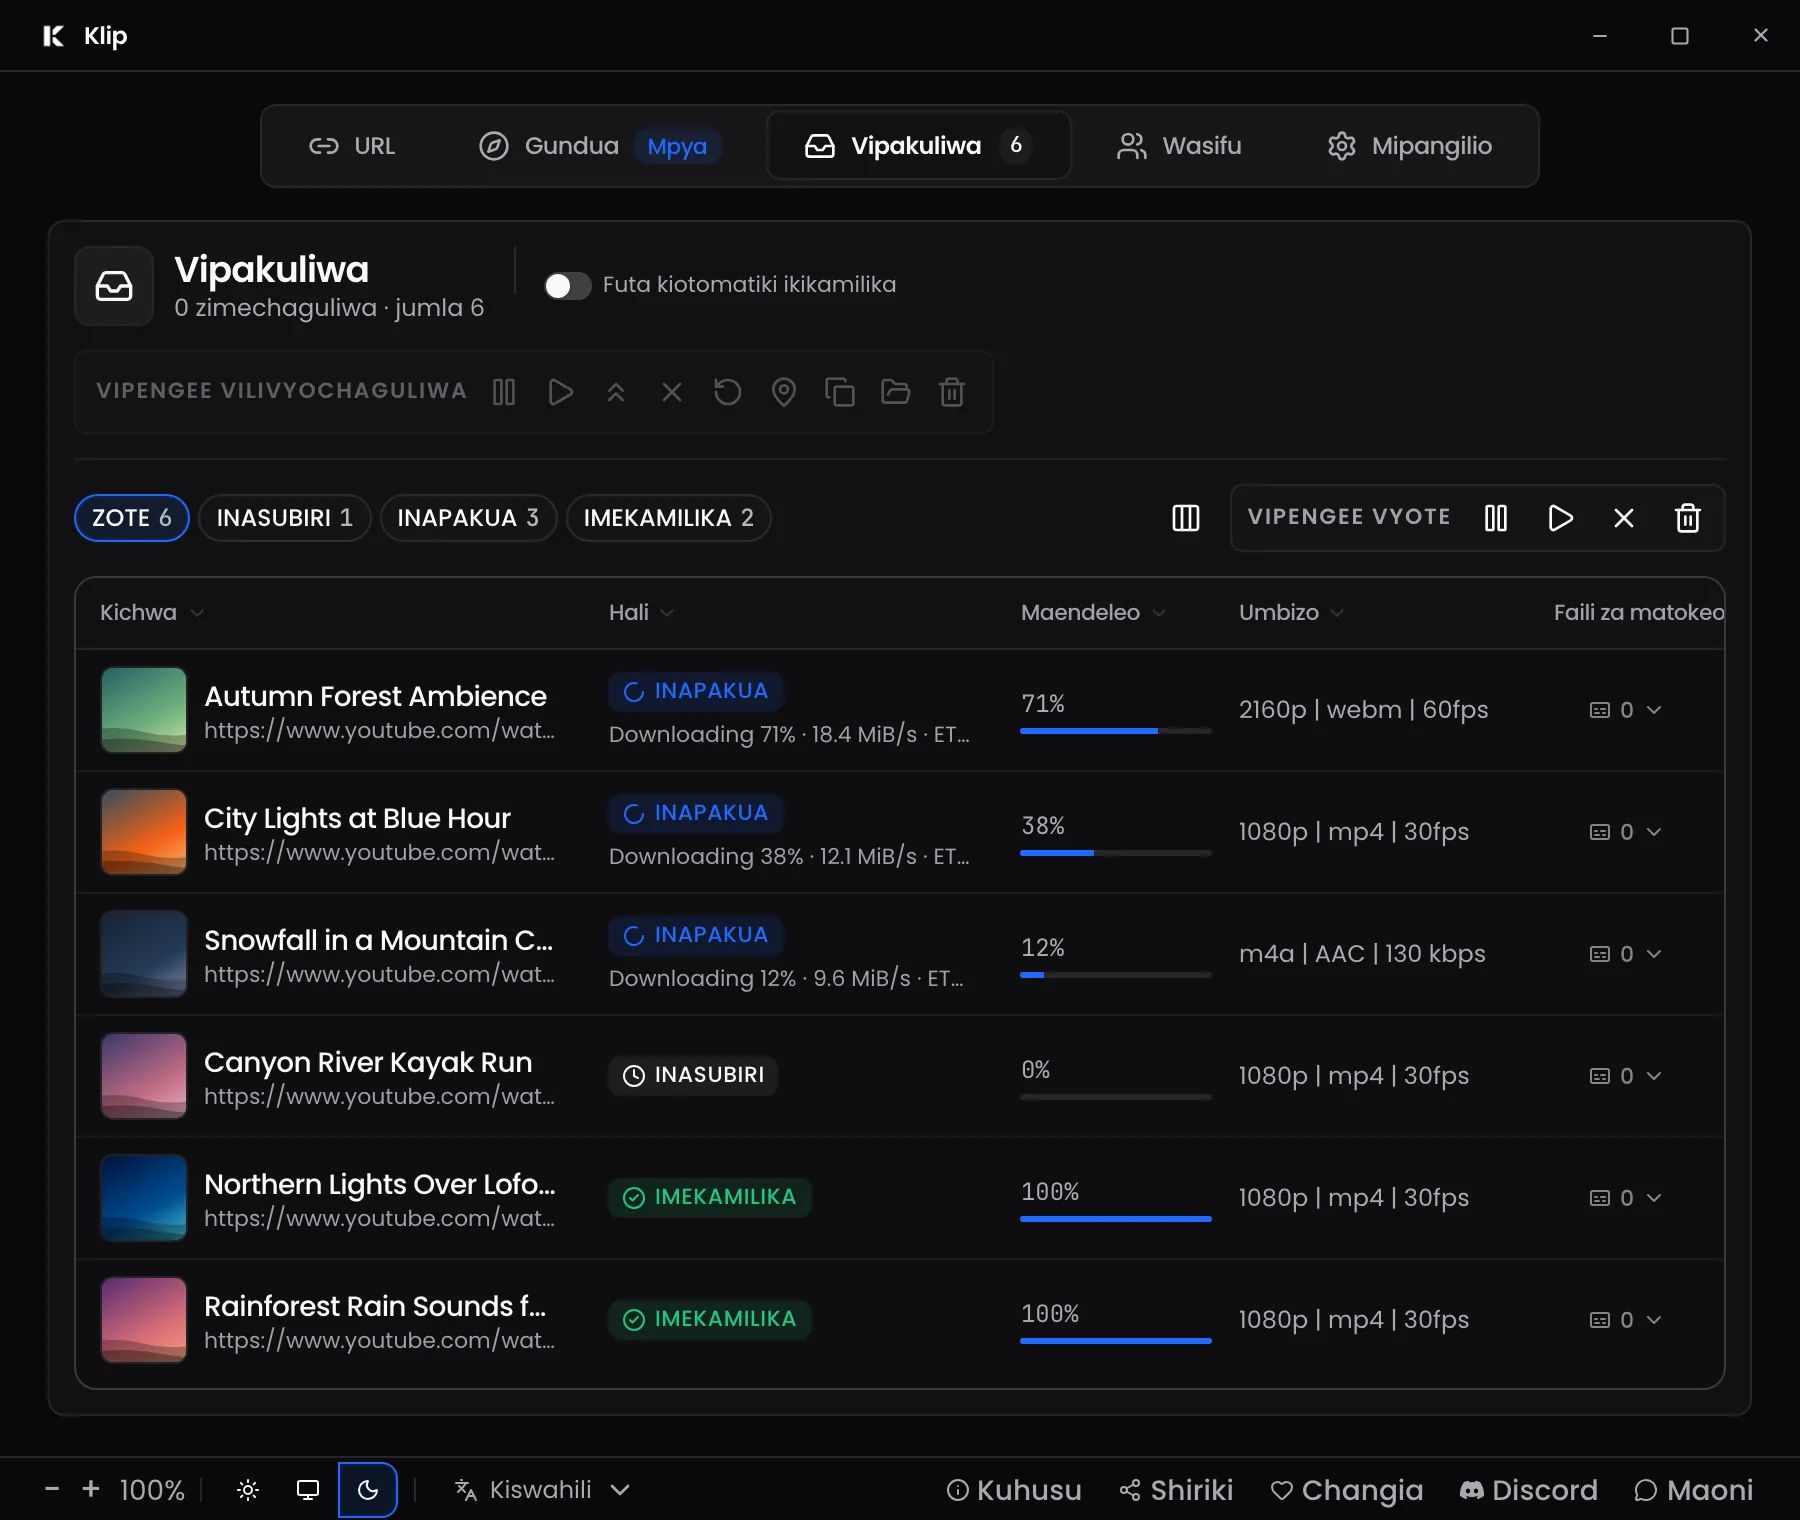 Klip
URL
Gundua Mpya
Vipakuliwa 6
Wasifu
Mipangilio
Vipakuliwa
0 zimechaguliwa · jumla 6
Futa kiotomatiki ikikamilika
VIPENGEE VILIVYOCHAGULIWA
ZOTE 6
INASUBIRI 1
INAPAKUA 3
IMEKAMILIKA 2
VIPENGEE VYOTE
Kichwa
Hali
Maendeleo
Umbizo
Faili za matokeo
Autumn Forest Ambience
https://www.youtube.com/wat...
INAPAKUA
Downloading 71% · 18.4 MiB/s · ET...
71%
2160p | webm | 60fps
0
City Lights at Blue Hour
https://www.youtube.com/wat...
INAPAKUA
Downloading 38% · 12.1 MiB/s · ET...
38%
1080p | mp4 | 30fps
0
Snowfall in a Mountain C...
https://www.youtube.com/wat...
INAPAKUA
Downloading 12% · 9.6 MiB/s · ET...
12%
m4a | AAC | 130 kbps
0
Canyon River Kayak Run
https://www.youtube.com/wat...
INASUBIRI
0%
1080p | mp4 | 30fps
0
Northern Lights Over Lofo...
https://www.youtube.com/wat...
IMEKAMILIKA
100%
1080p | mp4 | 30fps
0
Rainforest Rain Sounds f...
https://www.youtube.com/wat...
IMEKAMILIKA
100%
1080p | mp4 | 30fps
0
− + 100%
Kiswahili
Kuhusu
Shiriki
Changia
Discord
Maoni